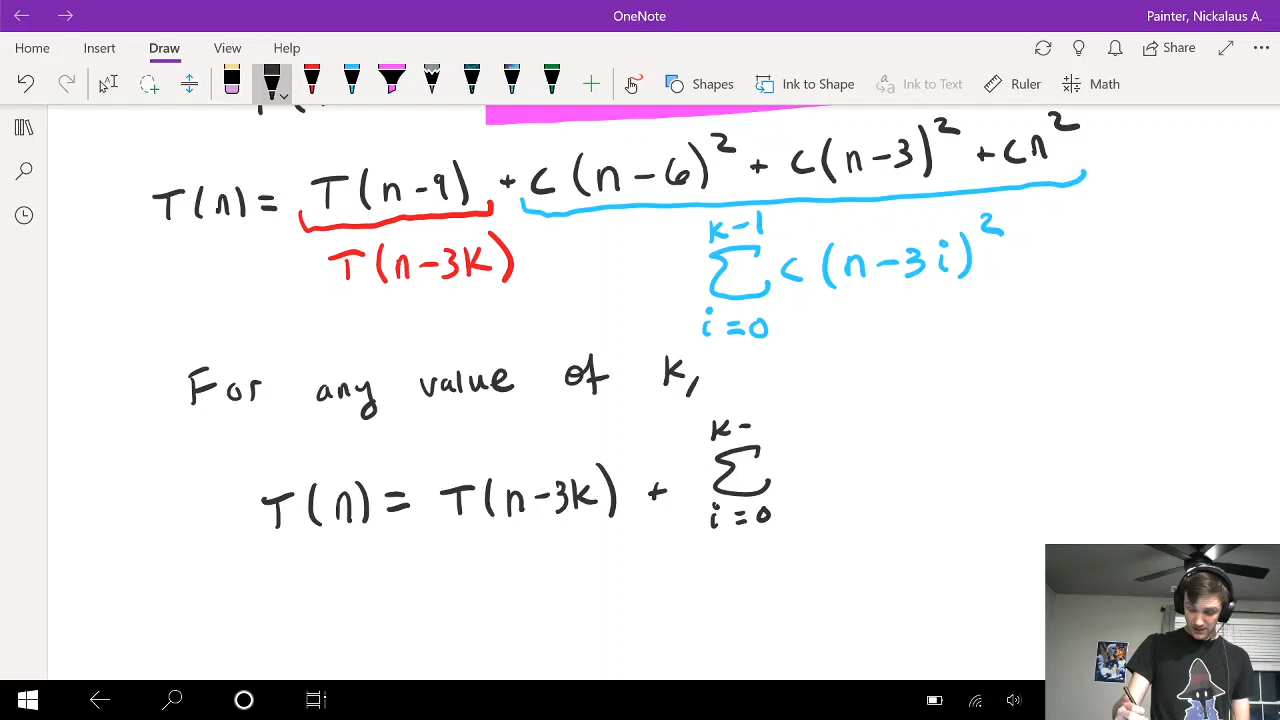 OneNote
Painter, Nickalaus A.
Home Insert Draw View Help Share
Shapes Ink to Shape Ink to Text Ruler Math
T(n) = T(n-9) + c(n-6)² + c(n-3)² + cn²
T(n-3k)
k-1
∑ c(n-3i)²
i=0
For any value of k,
k-
T(n) = T(n-3k) + ∑
i=0